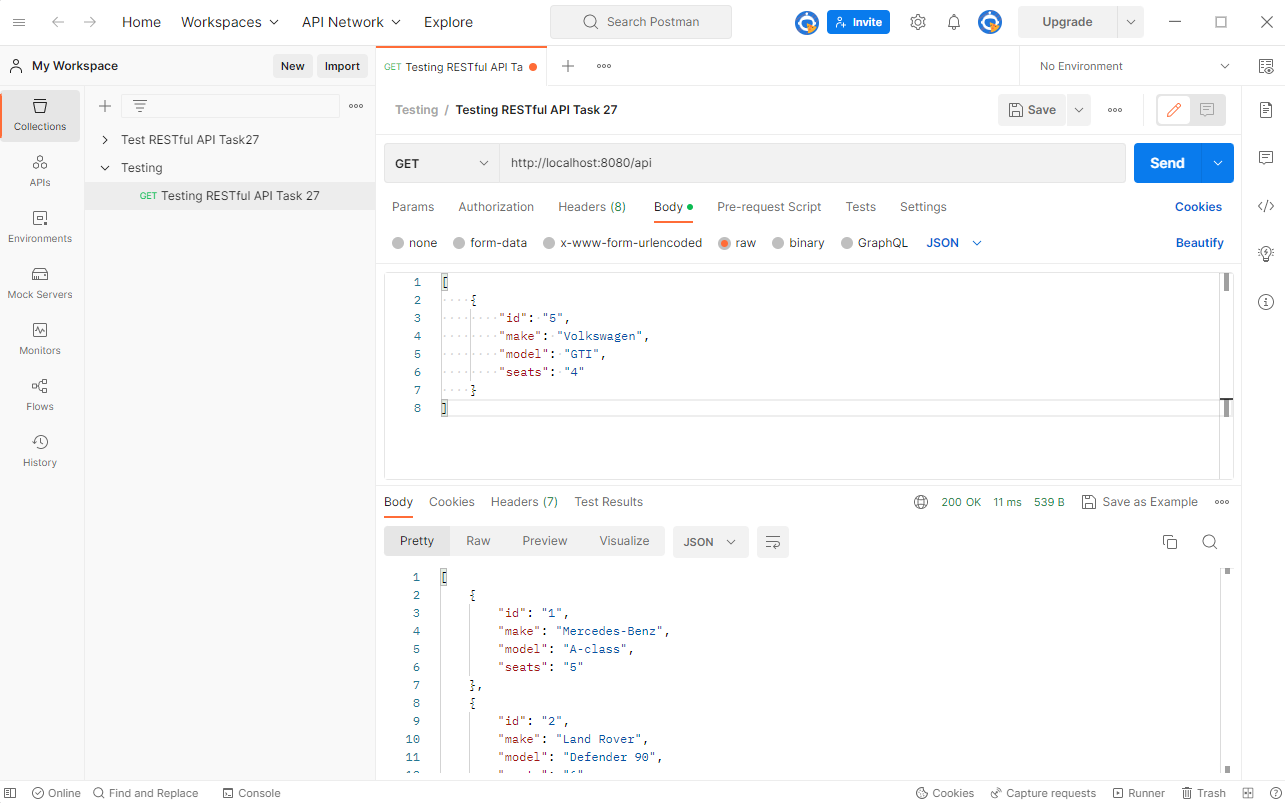 Home Workspaces API Network Explore Search Postman Invite Upgrade
My Workspace New Import GET Testing RESTful API Ta No Environment
Collections
APIs
Environments
Mock Servers
Monitors
Flows
History
Test RESTful API Task27
Testing
GET Testing RESTful API Task 27
Testing / Testing RESTful API Task 27 Save
GET http://localhost:8080/api Send
Params Authorization Headers (8) Body Pre-request Script Tests Settings Cookies
none form-data x-www-form-urlencoded raw binary GraphQL JSON Beautify
1 [
2 {
3 "id": "5",
4 "make": "Volkswagen",
5 "model": "GTI",
6 "seats": "4"
7 }
8 ]
Body Cookies Headers (7) Test Results 200 OK 11 ms 539 B Save as Example
Pretty Raw Preview Visualize JSON
1 [
2 {
3 "id": "1",
4 "make": "Mercedes-Benz",
5 "model": "A-class",
6 "seats": "5"
7 },
8 {
9 "id": "2",
10 "make": "Land Rover",
11 "model": "Defender 90",
Online Find and Replace Console Cookies Capture requests Runner Trash